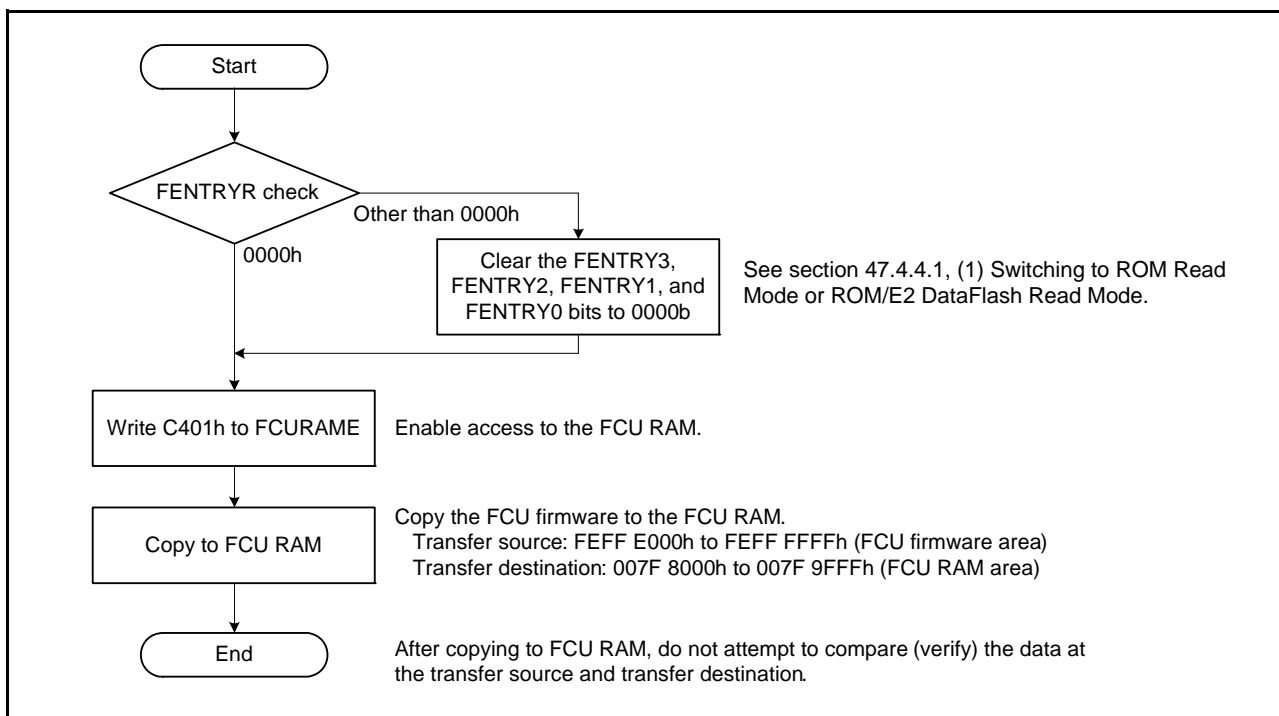 Start
FENTRYR check
Other than 0000h
0000h
Clear the FENTRY3,
FENTRY2, FENTRY1, and
FENTRY0 bits to 0000b
See section 47.4.4.1, (1) Switching to ROM Read
Mode or ROM/E2 DataFlash Read Mode.
Write C401h to FCURAME
Enable access to the FCU RAM.
Copy to FCU RAM
Copy the FCU firmware to the FCU RAM.
Transfer source: FEFF E000h to FEFF FFFFh (FCU firmware area)
Transfer destination: 007F 8000h to 007F 9FFFh (FCU RAM area)
End
After copying to FCU RAM, do not attempt to compare (verify) the data at
the transfer source and transfer destination.